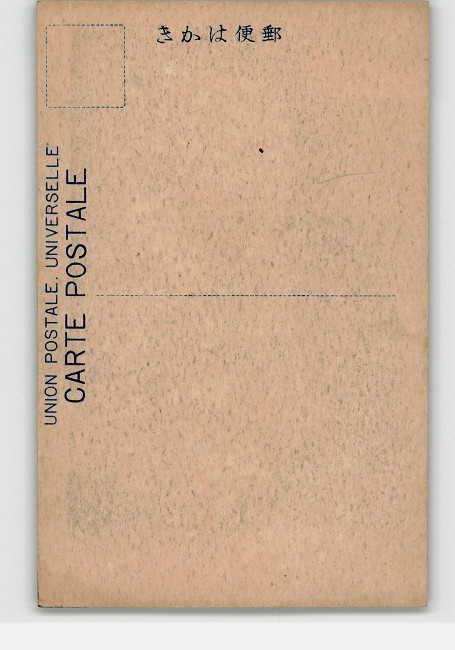 郵便はかき
UNION POSTALE. UNIVERSELLE
CARTE POSTALE